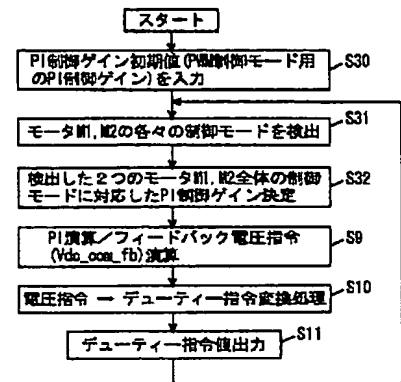 スタート
PI制御ゲイン初期値(PWM制御モード用
のPI制御ゲイン)を入力
S30
モータM1,M2の各々の制御モードを検出
S31
検出した2つのモータM1,M2全体の制御
モードに対応したPI制御ゲイン決定
S32
PI演算/フィードバック電圧指令
(Vdc_com_fb)演算
S9
電圧指令 → デューティー指令変換処理
S10
デューティー指令値出力
S11